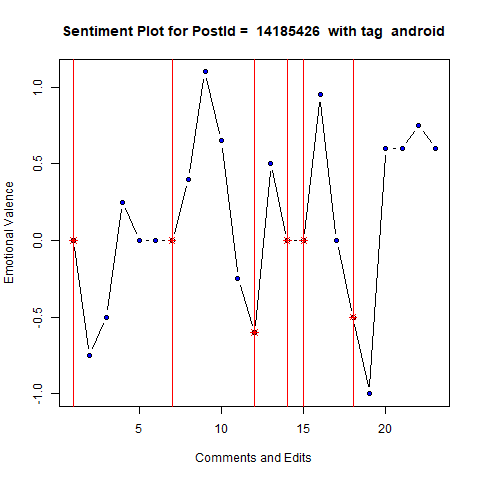 Sentiment Plot for PostId = 14185426 with tag android
Emotional Valence
1.0
0.5
0.0
-0.5
-1.0
5 10 15 20
Comments and Edits